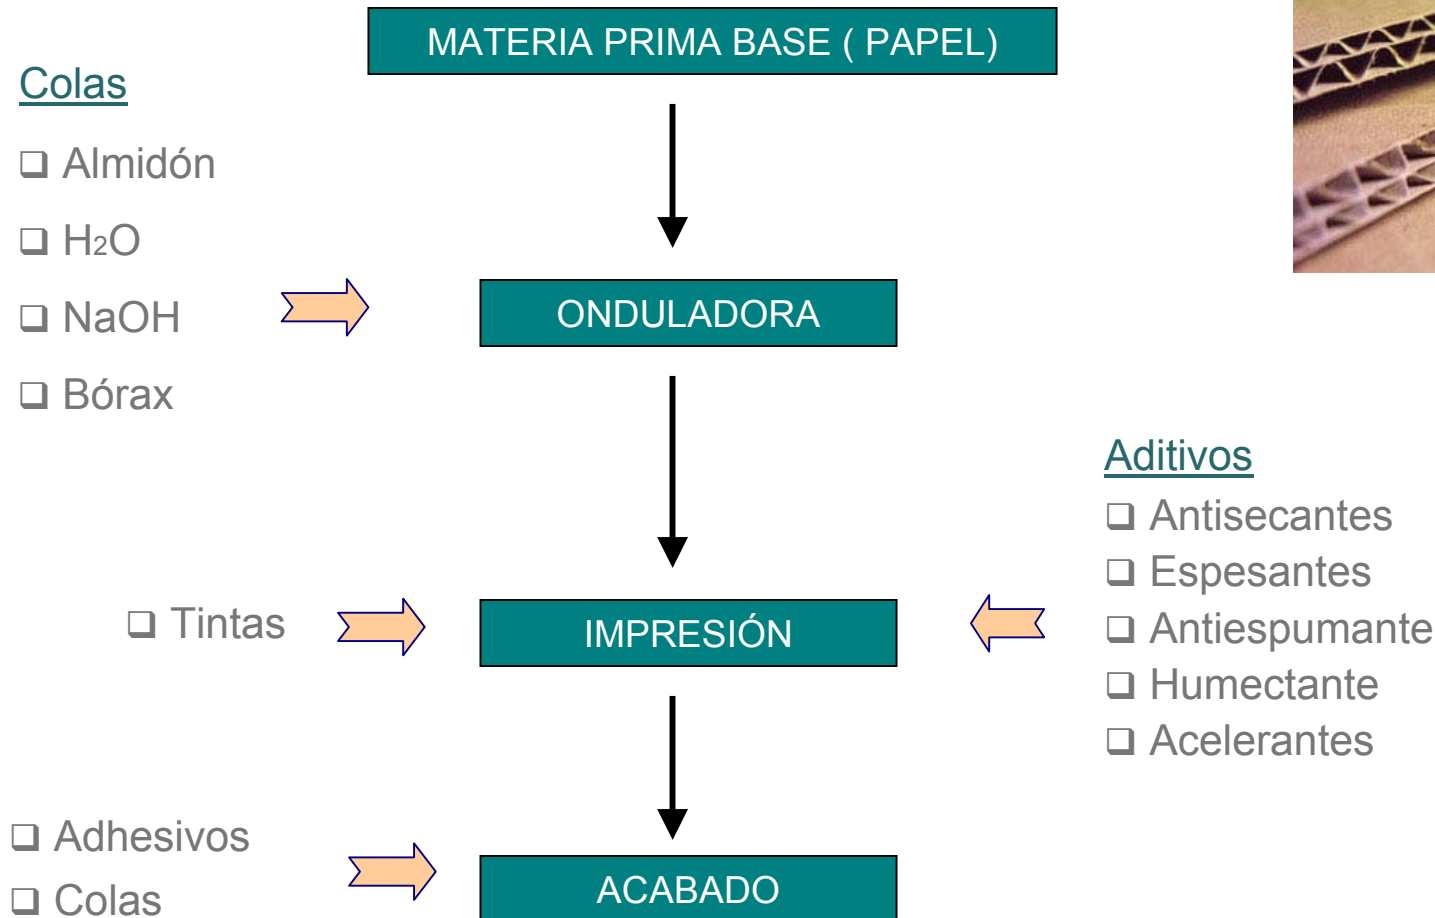 MATERIA PRIMA BASE ( PAPEL)
Colas
❑ Almidón
❑ H2O
❑ NaOH
❑ Bórax
ONDULADORA
Aditivos
❑ Antisecantes
❑ Espesantes
❑ Antiespumante
❑ Humectante
❑ Acelerantes
❑ Tintas
IMPRESIÓN
❑ Adhesivos
❑ Colas
ACABADO